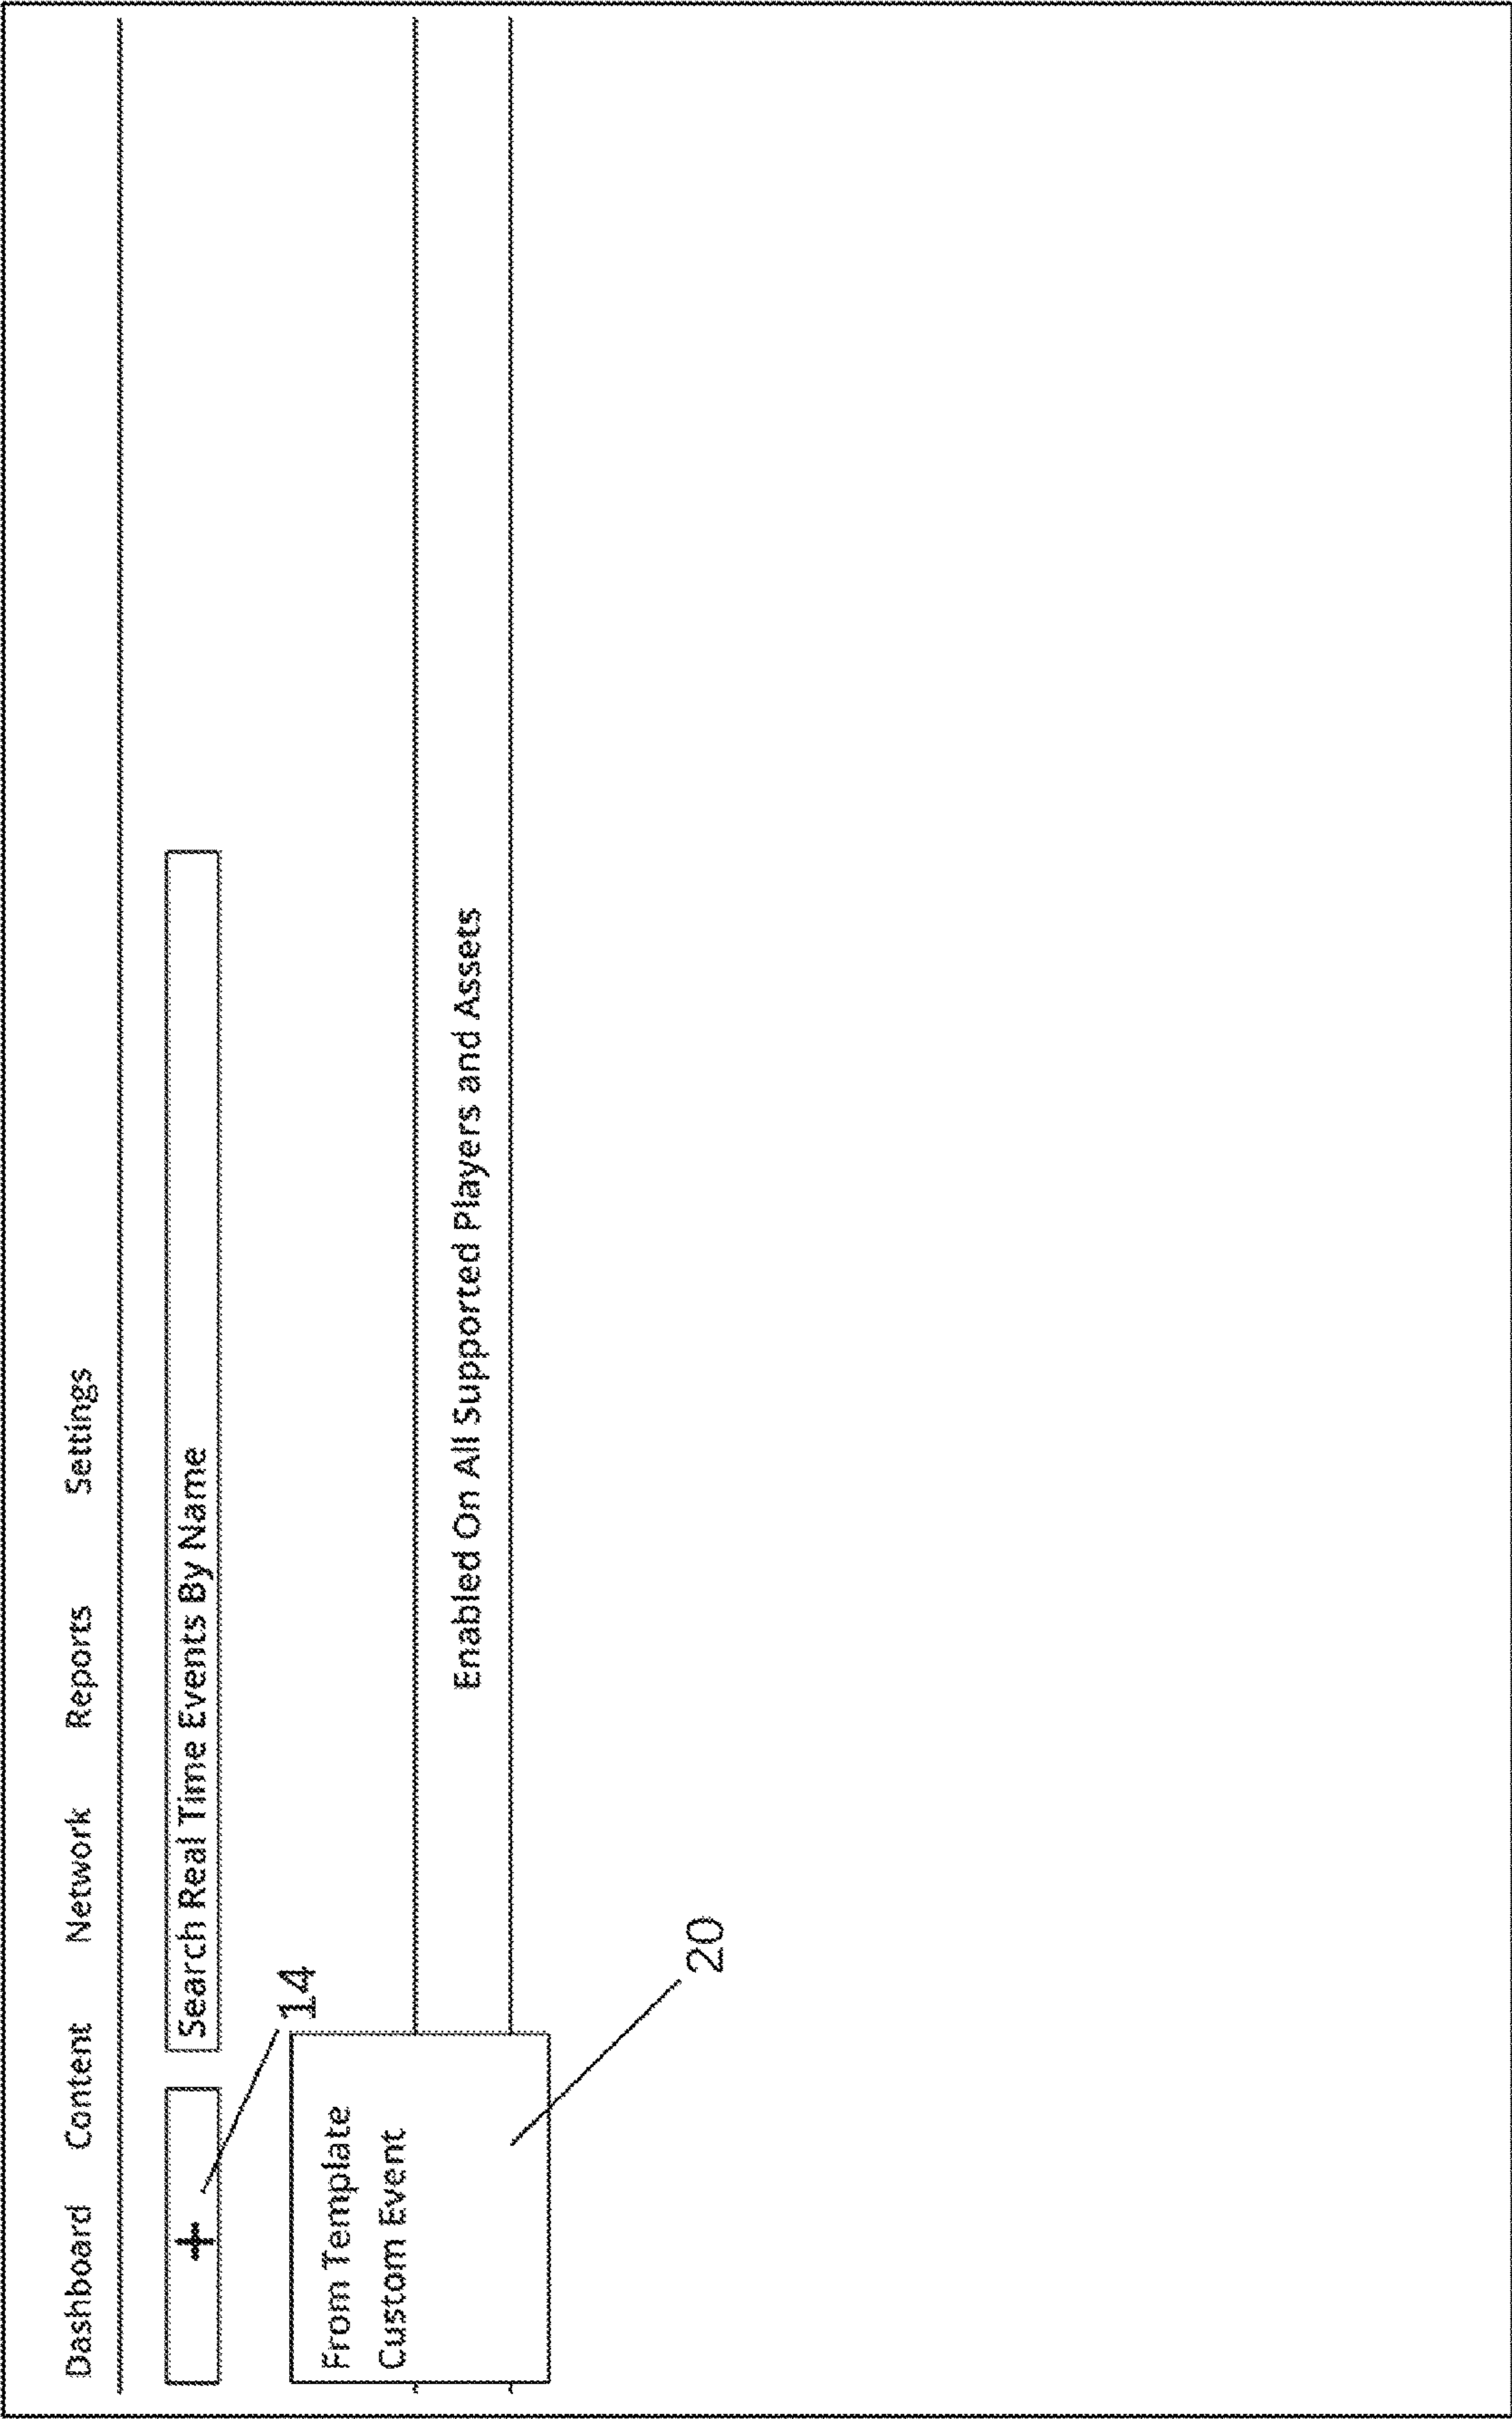 Dashboard Content Network Reports Settings
+ Search Real Time Events By Name
14
From Template
Custom Event
Enabled On All Supported Players and Assets
20